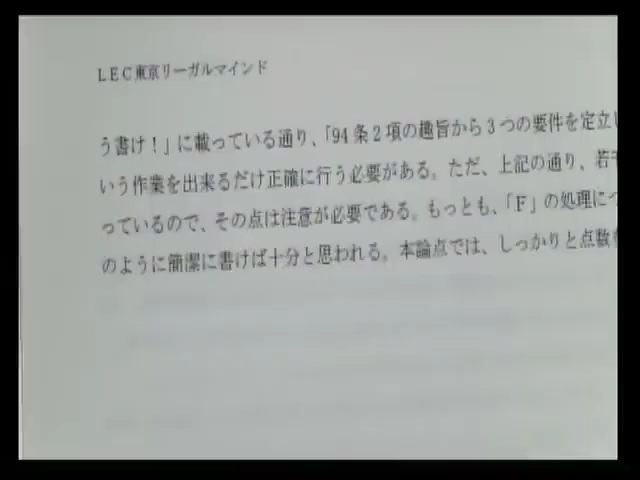 LEC東京リーガルマインド
う書け！」に載っている通り、「94条2項の趣旨から3つの要件を定立し
いう作業を出来るだけ正確に行う必要がある。ただ、上記の通り、若干
っているので、その点は注意が必要である。もっとも、「F」の処理につ
のように簡潔に書けば十分と思われる。本論点では、しっかりと点数を